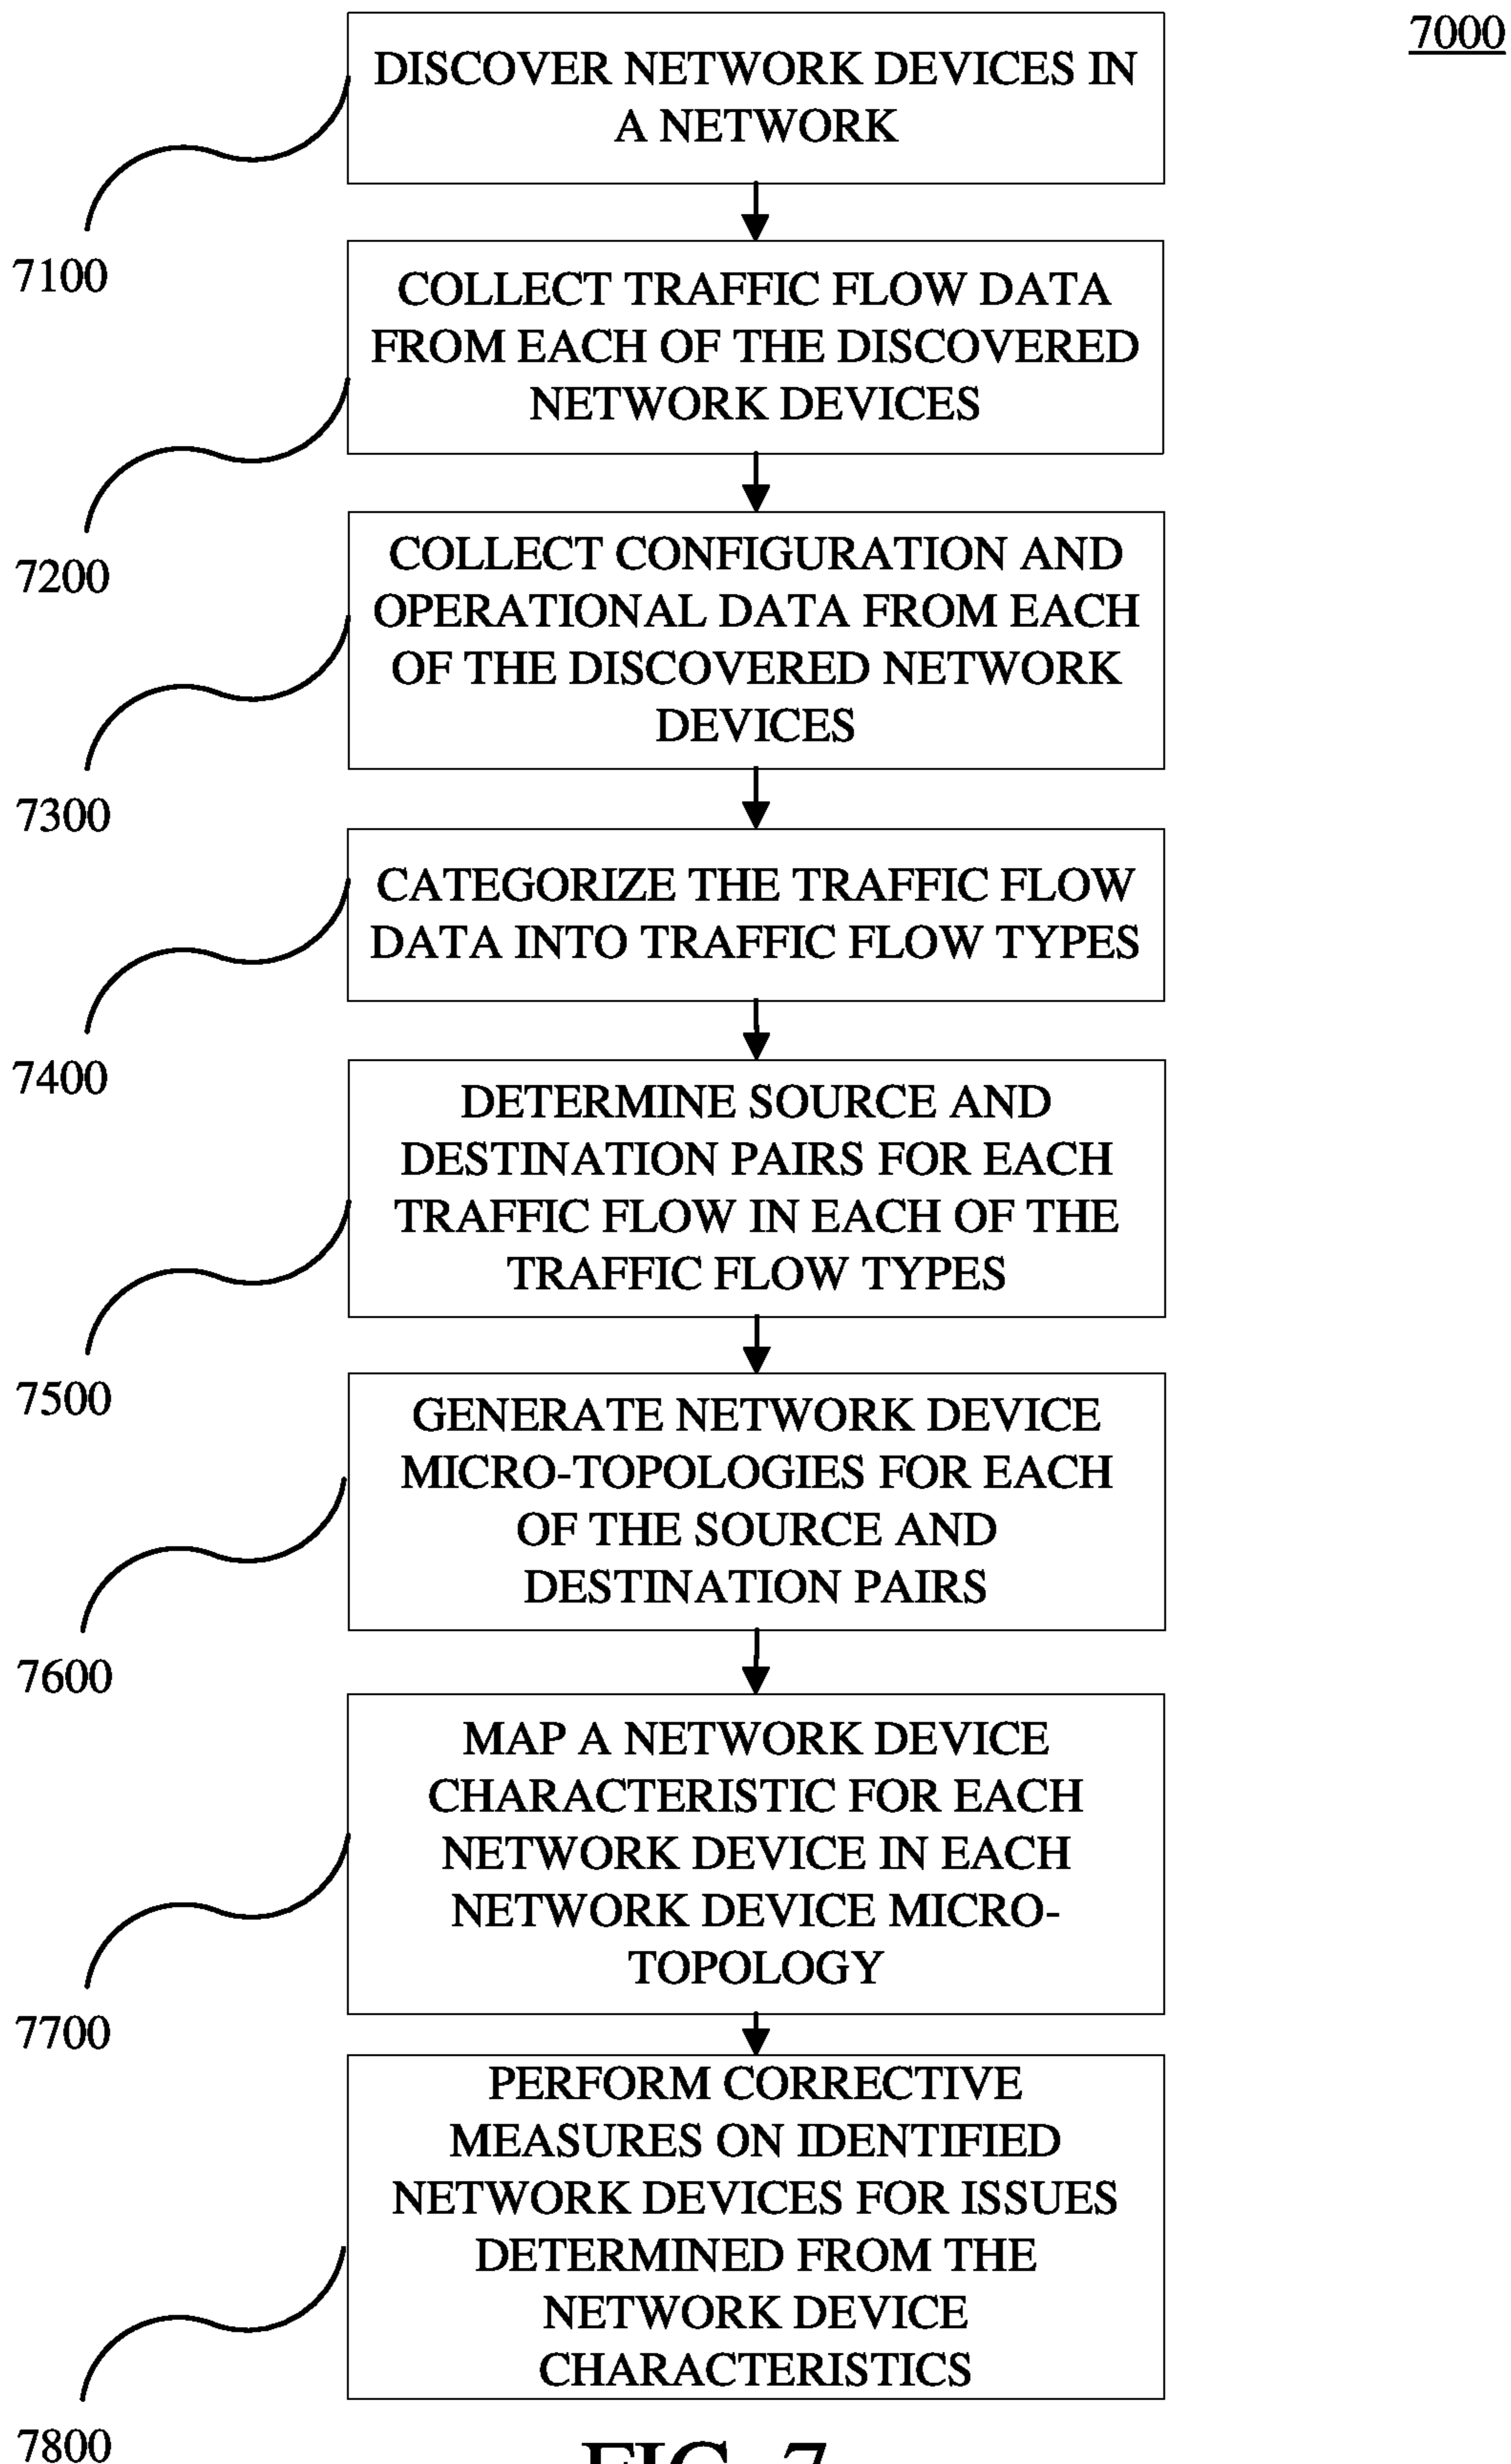 7000
DISCOVER NETWORK DEVICES IN
A NETWORK
7100
COLLECT TRAFFIC FLOW DATA
FROM EACH OF THE DISCOVERED
NETWORK DEVICES
7200
COLLECT CONFIGURATION AND
OPERATIONAL DATA FROM EACH
OF THE DISCOVERED NETWORK
DEVICES
7300
CATEGORIZE THE TRAFFIC FLOW
DATA INTO TRAFFIC FLOW TYPES
7400
DETERMINE SOURCE AND
DESTINATION PAIRS FOR EACH
TRAFFIC FLOW IN EACH OF THE
TRAFFIC FLOW TYPES
7500
GENERATE NETWORK DEVICE
MICRO-TOPOLOGIES FOR EACH
OF THE SOURCE AND
DESTINATION PAIRS
7600
MAP A NETWORK DEVICE
CHARACTERISTIC FOR EACH
NETWORK DEVICE IN EACH
NETWORK DEVICE MICRO-
TOPOLOGY
7700
PERFORM CORRECTIVE
MEASURES ON IDENTIFIED
NETWORK DEVICES FOR ISSUES
DETERMINED FROM THE
NETWORK DEVICE
CHARACTERISTICS
7800
FIG. 7